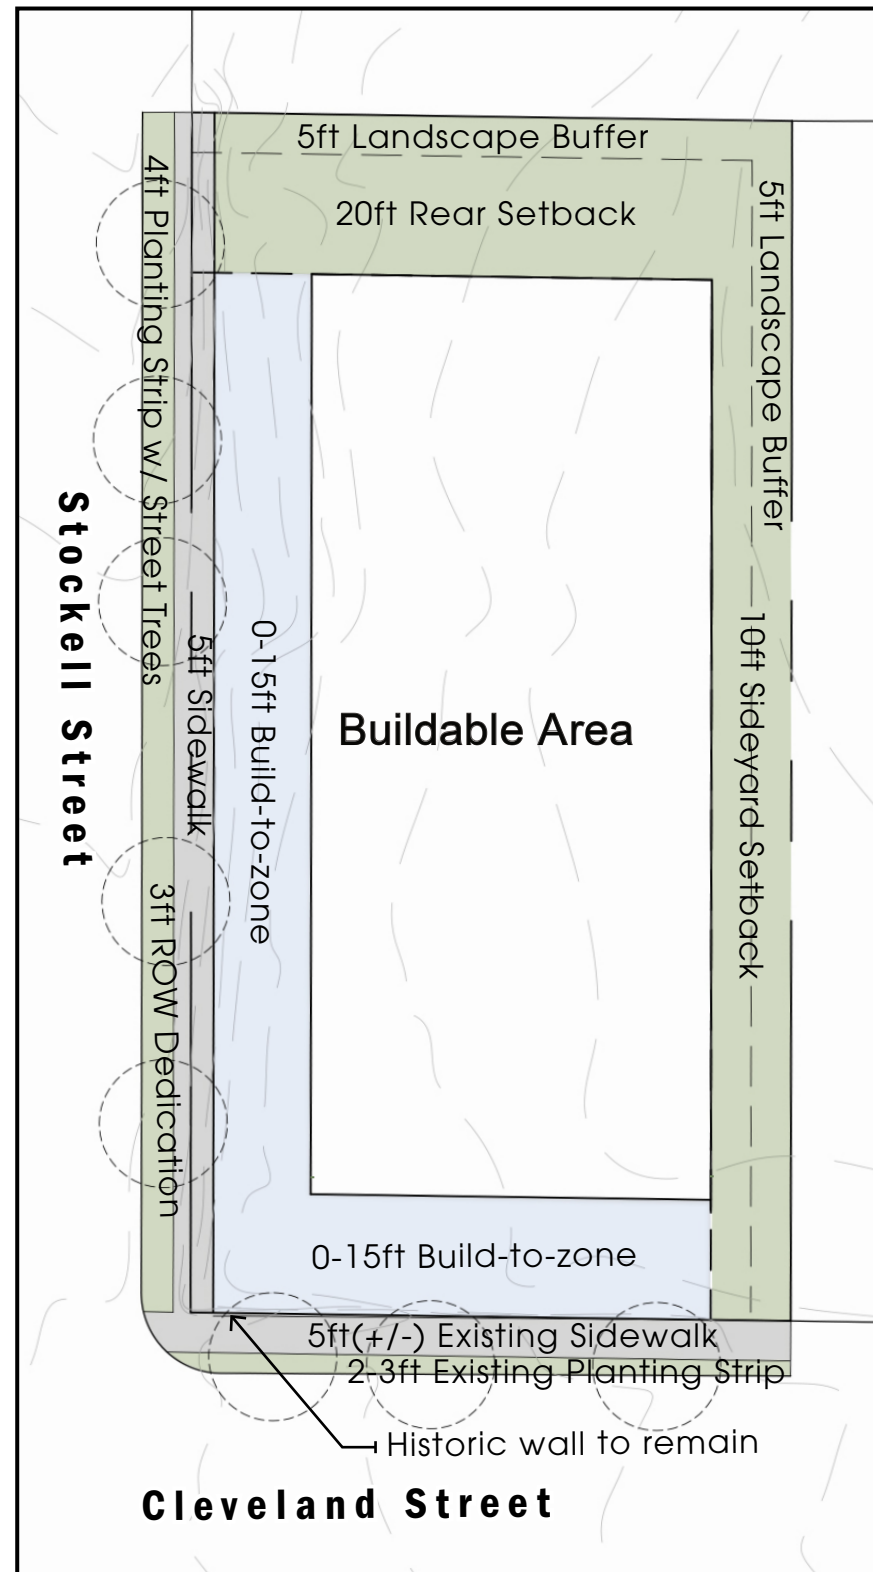 5ft Landscape Buffer
20ft Rear Setback
4ft Planting Strip w/ Street Trees
5ft Landscape Buffer
Stockell Street
5ft Sidewalk
0-15ft Build-to-zone
Buildable Area
10ft Sideyard Setback
3ft ROW Dedication
0-15ft Build-to-zone
5ft(+/-) Existing Sidewalk
2-3ft Existing Planting Strip
Historic wall to remain
Cleveland Street